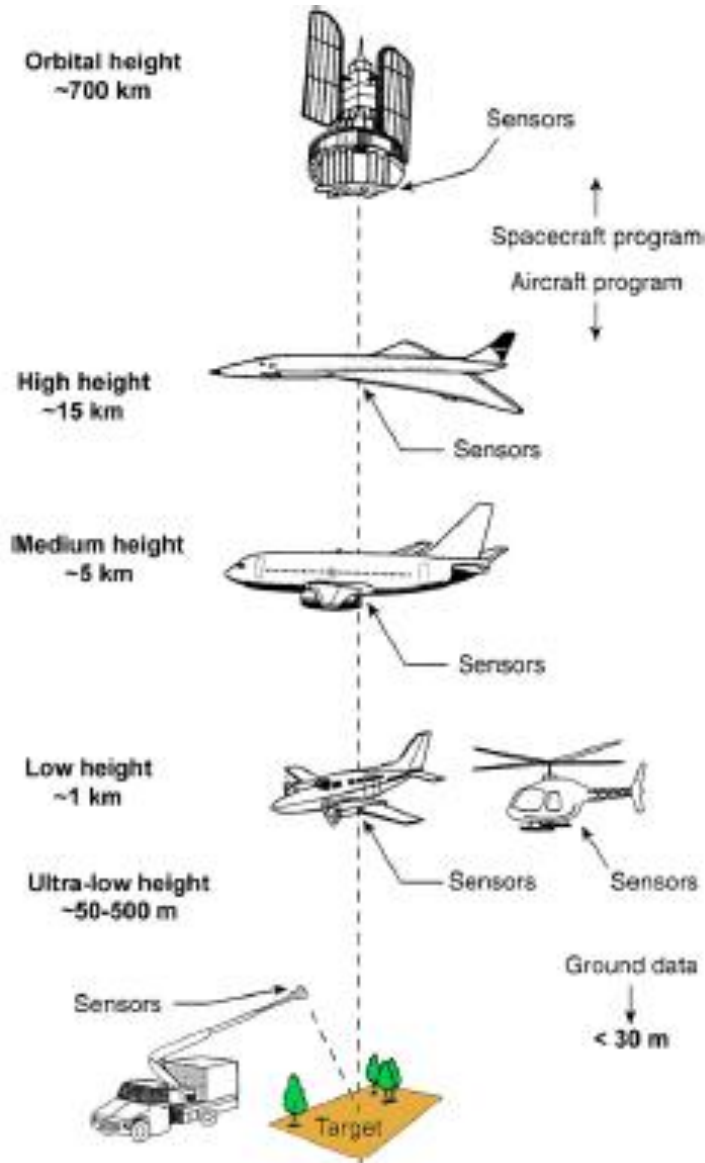 Orbital height
~700 km
Sensors
Spacecraft program
Aircraft program
High height
~15 km
Sensors
Medium height
~5 km
Sensors
Low height
~1 km
Sensors
Sensors
Ultra-low height
~50-500 m
Ground data
< 30 m
Sensors
Target